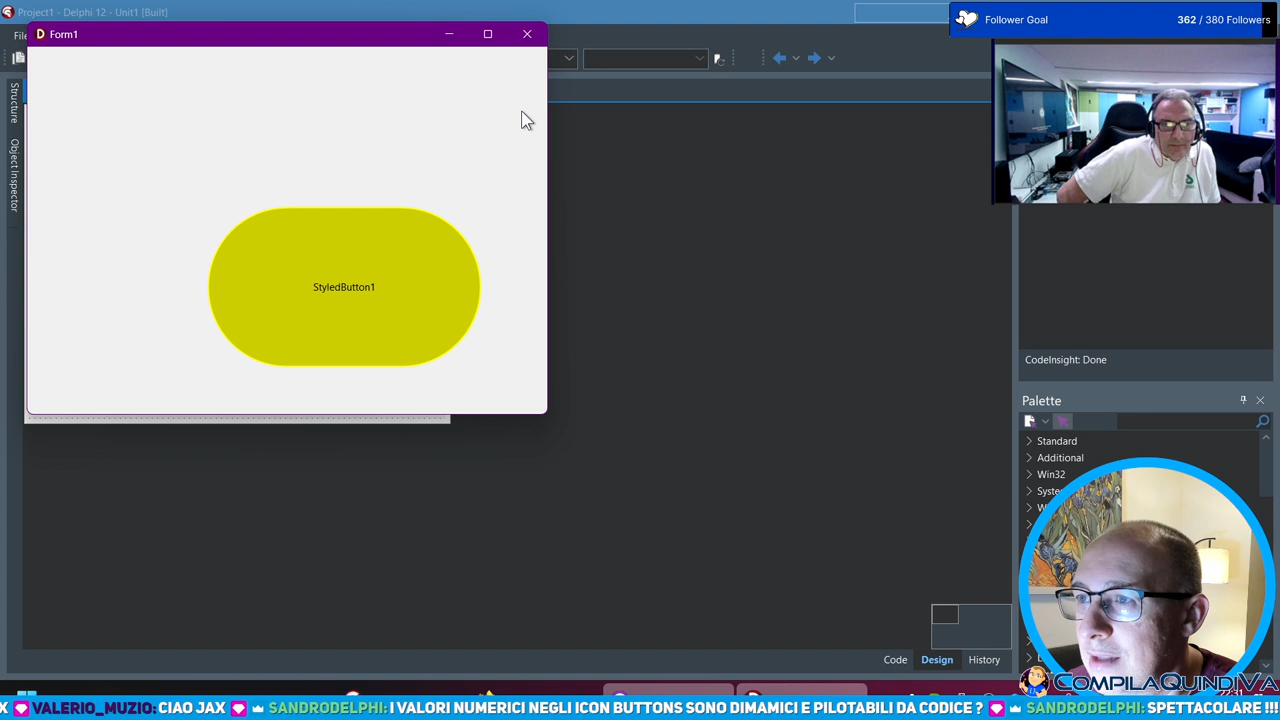 Project1 - Delphi 12 - Unit1 [Built]
Follower Goal
362 / 380 Followers
Form1
Structure
Object Inspector
StyledButton1
CodeInsight: Done
Palette
Standard
Additional
Win32
Code
Design
History
COMPILAQUINDIVA
X VALERIO_MUZIO: CIAO JAX SANDRODELPHI: I VALORI NUMERICI NEGLI ICON BUTTONS SONO DIMAMICI E PILOTABILI DA CODICE ? SANDRODELPHI: SPETTACOLARE !!!